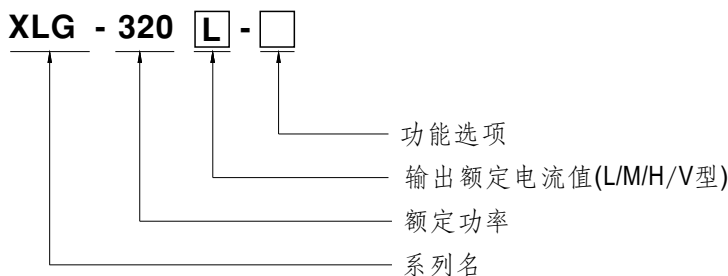 XLG - 320 L - □
功能选项
输出额定电流值(L/M/H/V型)
额定功率
系列名